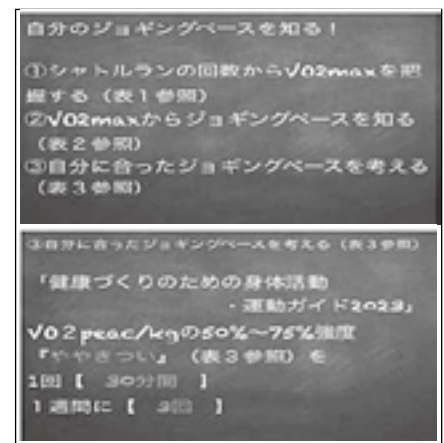 自分のジョギングペースを知る！
①シャトルランの回数からV̇O2maxを把
握する（表1参照）
②V̇O2maxからジョギングペースを知る
（表2参照）
③自分に合ったジョギングペースを考える
（表3参照）
③自分に合ったジョギングペースを考える（表3参照）
「健康づくりのための身体活動
・運動ガイド2023」
V̇O２peac/kgの50%～75%強度
『ややきつい』（表３参照）を
1回【 30分間 】
１週間に【 3回 】